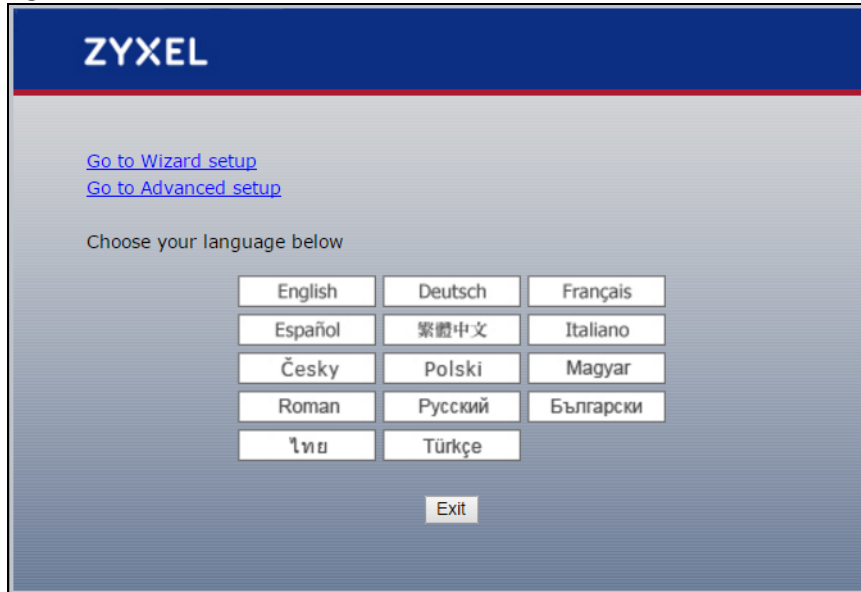 ZYXEL
Go to Wizard setup
Go to Advanced setup
Choose your language below
English Deutsch Français
Español 繁體中文 Italiano
Česky Polski Magyar
Roman Русский Български
ไทย Türkçe
Exit